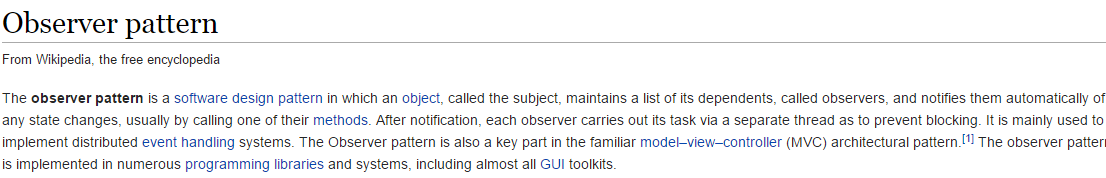 Observer pattern
From Wikipedia, the free encyclopedia
The observer pattern is a software design pattern in which an object, called the subject, maintains a list of its dependents, called observers, and notifies them automatically of
any state changes, usually by calling one of their methods. After notification, each observer carries out its task via a separate thread as to prevent blocking. It is mainly used to
implement distributed event handling systems. The Observer pattern is also a key part in the familiar model–view–controller (MVC) architectural pattern.[1] The observer patter
is implemented in numerous programming libraries and systems, including almost all GUI toolkits.